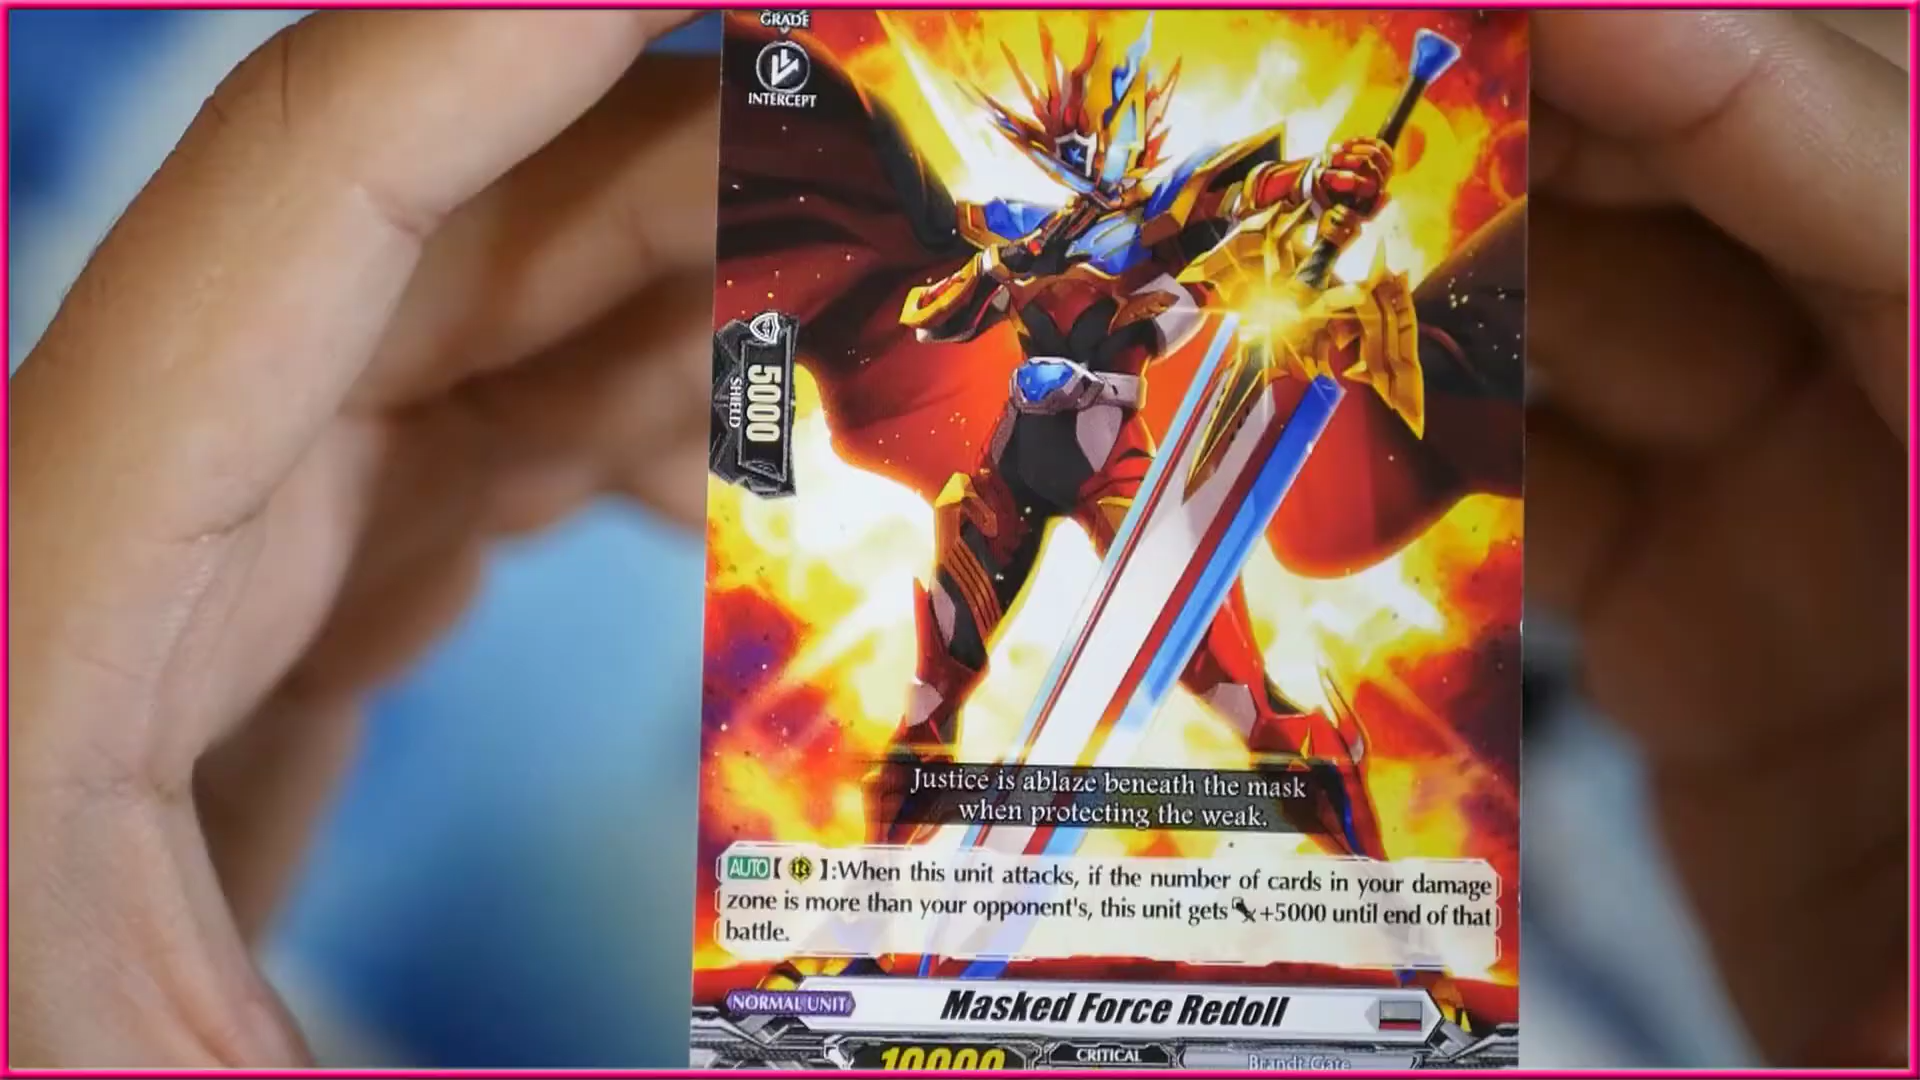 GRADE
INTERCEPT
5000
SHIELD
Justice is ablaze beneath the mask
when protecting the weak.
AUTO【 R 】:When this unit attacks, if the number of cards in your damage
zone is more than your opponent's, this unit gets +5000 until end of that
battle.
NORMAL UNIT
Masked Force Redoll
10000
CRITICAL
Brandt Gate